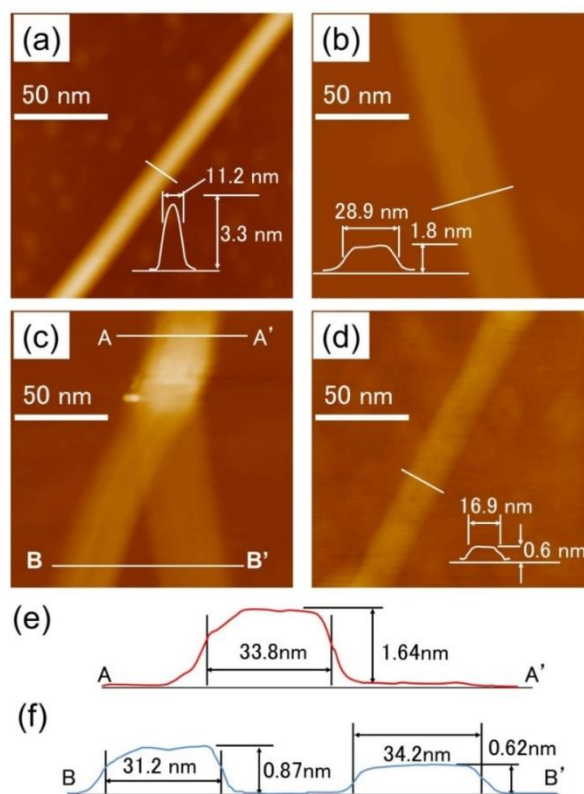 (a)
50 nm
11.2 nm
3.3 nm
(b)
50 nm
28.9 nm
1.8 nm
(c)
A A'
50 nm
B B'
(d)
50 nm
16.9 nm
0.6 nm
(e)
33.8nm
1.64nm
A A'
(f)
B 31.2 nm 0.87nm 34.2nm 0.62nm B'